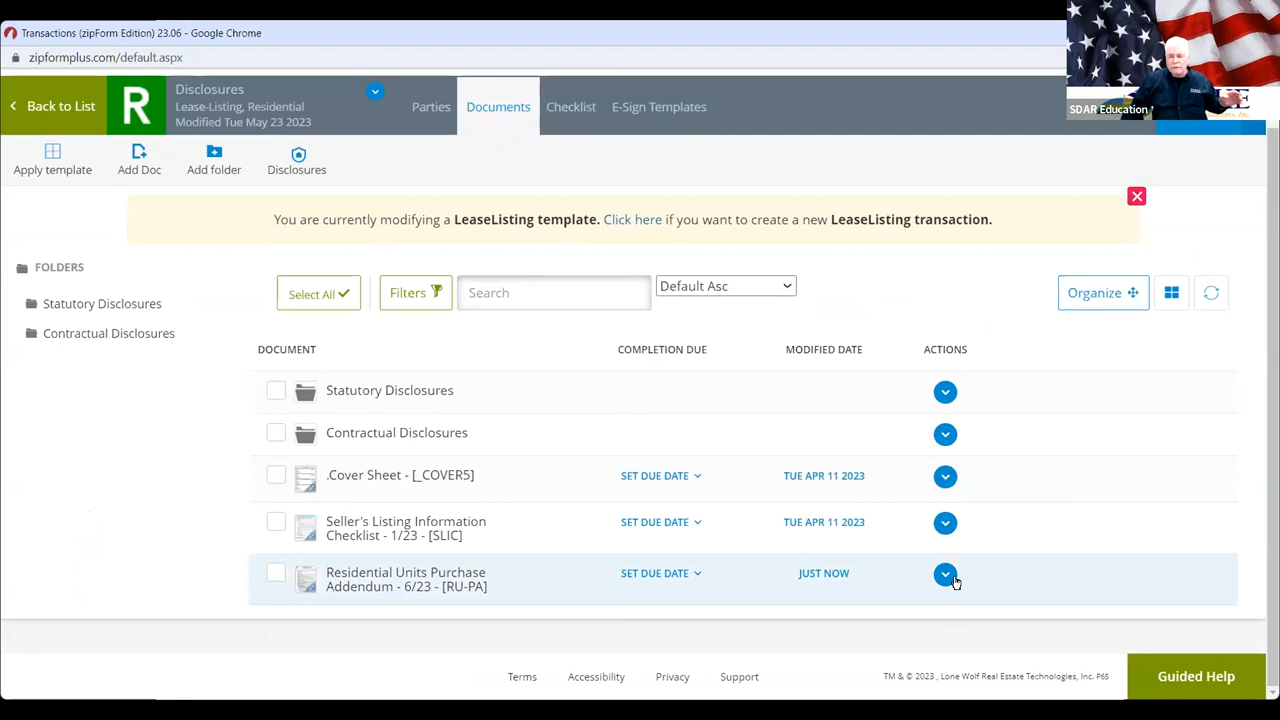 Transactions (zipForm Edition) 23.06 - Google Chrome
zipformplus.com/default.aspx
SDAR Education
Back to List
R
Disclosures
Lease-Listing, Residential
Modified Tue May 23 2023
Parties
Documents
Checklist
E-Sign Templates
Apply template
Add Doc
Add folder
Disclosures
You are currently modifying a LeaseListing template. Click here if you want to create a new LeaseListing transaction.
FOLDERS
Statutory Disclosures
Contractual Disclosures
Select All
Filters
Search
Default Asc
Organize
DOCUMENT COMPLETION DUE MODIFIED DATE ACTIONS
Statutory Disclosures
Contractual Disclosures
.Cover Sheet - [_COVER5] SET DUE DATE TUE APR 11 2023
Seller's Listing Information
Checklist - 1/23 - [SLIC]
SET DUE DATE TUE APR 11 2023
Residential Units Purchase
Addendum - 6/23 - [RU-PA]
SET DUE DATE JUST NOW
Terms Accessibility Privacy Support
TM & © 2023 , Lone Wolf Real Estate Technologies, Inc. P65
Guided Help